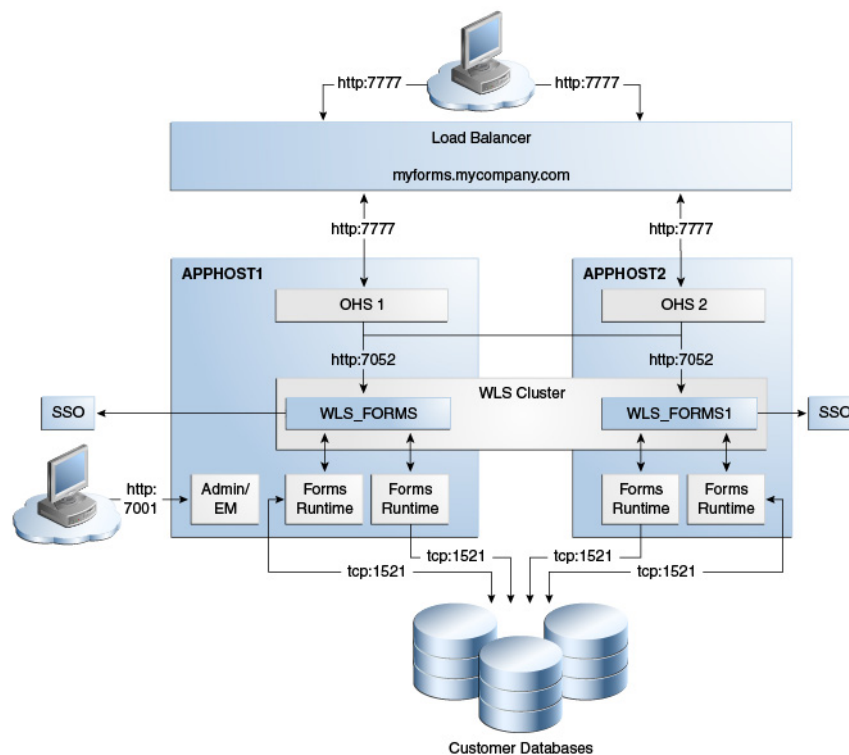 http:7777
http:7777
Load Balancer
myforms.mycompany.com
http:7777
http:7777
APPHOST1
APPHOST2
OHS 1
OHS 2
http:7052
http:7052
WLS Cluster
SSO
WLS_FORMS
WLS_FORMS1
SSO
http:
7001
Admin/
EM
Forms
Runtime
Forms
Runtime
Forms
Runtime
Forms
Runtime
tcp:1521
tcp:1521
tcp:1521
tcp:1521
Customer Databases